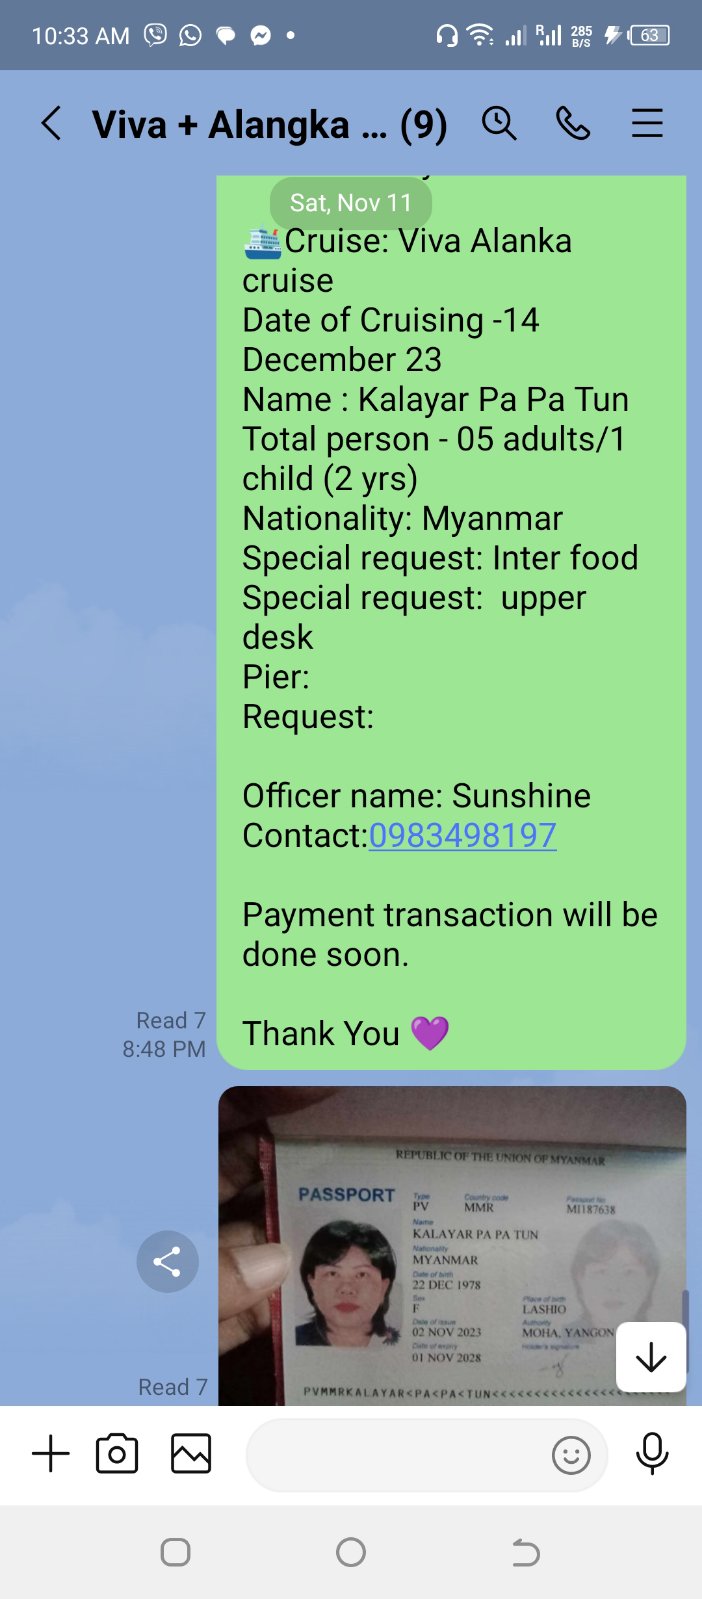 10:33 AM
R
285
B/S
63
Viva + Alangka ... (9)
Sat, Nov 11
🛳️Cruise: Viva Alanka
cruise
Date of Cruising -14
December 23
Name : Kalayar Pa Pa Tun
Total person - 05 adults/1
child (2 yrs)
Nationality: Myanmar
Special request: Inter food
Special request:  upper
desk
Pier:
Request:
Officer name: Sunshine
Contact:0983498197
Payment transaction will be
done soon.
Thank You 💜
Read 7
8:48 PM
REPUBLIC OF THE UNION OF MYANMAR
PASSPORT
Type
Country code
Passport No
PV
MMR
MI187638
Name
KALAYAR PA PA TUN
Nationality
MYANMAR
Date of birth
22 DEC 1978
Sex
Place of birth
F
LASHIO
Date of issue
Authority
02 NOV 2023
MOHA, YANGON
Date of expiry
Holder's signature
01 NOV 2028
PVMMRKALAYAR<PA<PA<TUN<<<<<<<<<<<<<<<<<<
Read 7